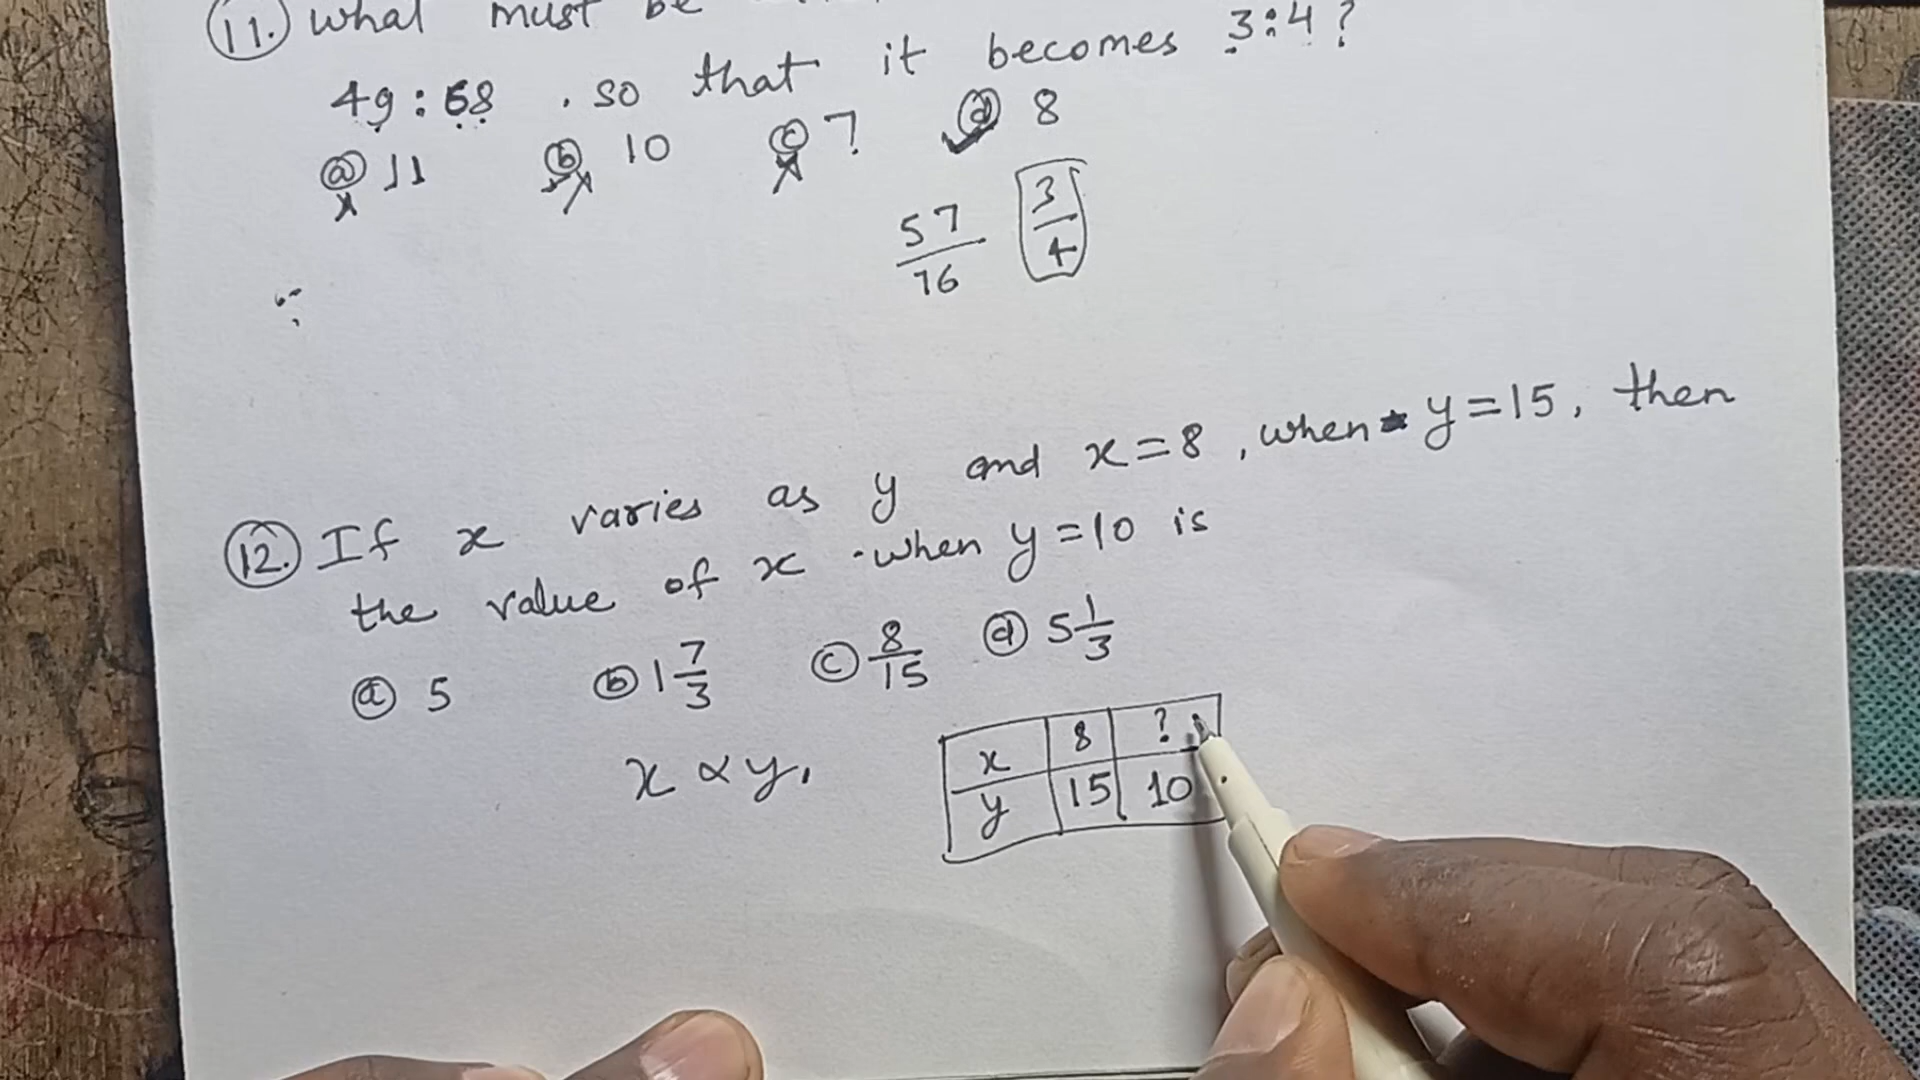 11. What must be
49:68, so that it becomes 3:4?
a 11 b 10 c 7 d 8
57/76 3/4
12. If x varies as y and x=8, when y=15, then
the value of x when y=10 is
a 5 b 1 7/3 c 8/15 d 5 1/3
x ∝ y,
x 8 ?
y 15 10